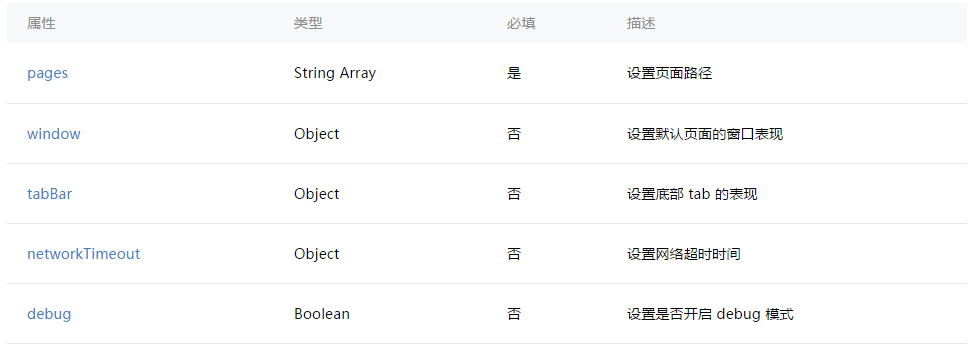 属性 类型 必填 描述
pages String Array 是 设置页面路径
window Object 否 设置默认页面的窗口表现
tabBar Object 否 设置底部 tab 的表现
networkTimeout Object 否 设置网络超时时间
debug Boolean 否 设置是否开启 debug 模式